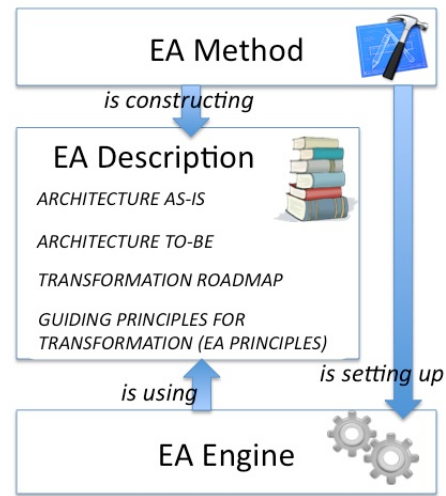 EA Method
is constructing
EA Description
ARCHITECTURE AS-IS
ARCHITECTURE TO-BE
TRANSFORMATION ROADMAP
GUIDING PRINCIPLES FOR
TRANSFORMATION (EA PRINCIPLES)
is setting up
is using
EA Engine